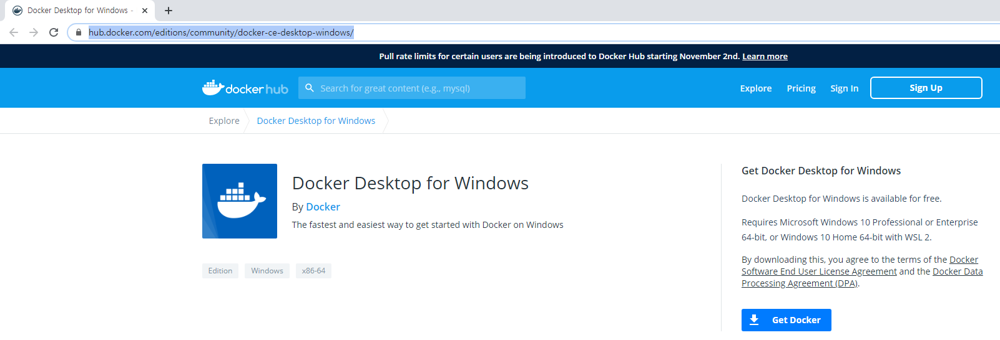 Docker Desktop for Windows -
hub.docker.com/editions/community/docker-ce-desktop-windows/
Pull rate limits for certain users are being introduced to Docker Hub starting November 2nd. Learn more
dockerhub
Search for great content (e.g., mysql)
Explore
Pricing
Sign In
Sign Up
Explore
Docker Desktop for Windows
Docker Desktop for Windows
By Docker
The fastest and easiest way to get started with Docker on Windows
Edition
Windows
x86-64
Get Docker Desktop for Windows
Docker Desktop for Windows is available for free.
Requires Microsoft Windows 10 Professional or Enterprise
64-bit, or Windows 10 Home 64-bit with WSL 2.
By downloading this, you agree to the terms of the Docker
Software End User License Agreement and the Docker Data
Processing Agreement (DPA).
Get Docker